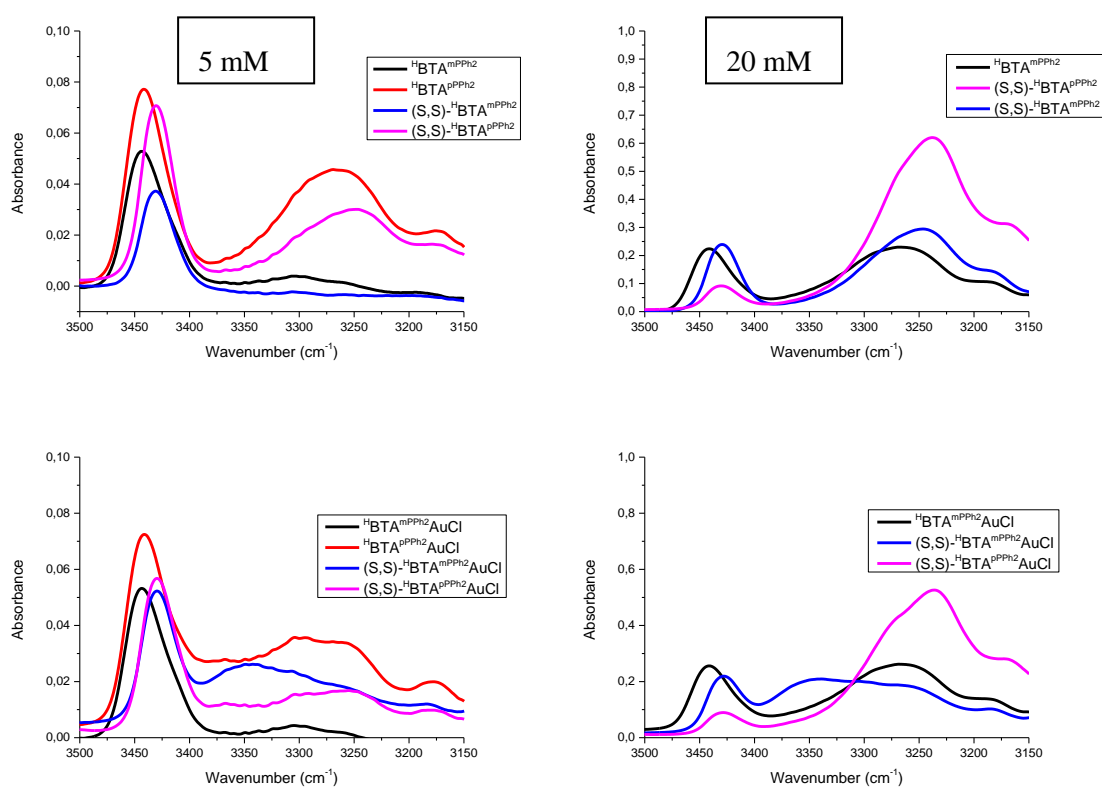 5 mM
0,10
0,08
0,06
0,04
0,02
0,00
Absorbance
3500 3450 3400 3350 3300 3250 3200 3150
Wavenumber (cm⁻¹)
ᴴBTAᵐᴾᴾʰ²
ᴴBTAᵖᴾᴾʰ²
(S,S)-ᴴBTAᵐᴾᴾʰ²
(S,S)-ᴴBTAᵖᴾᴾʰ²
20 mM
1,0
0,9
0,8
0,7
0,6
0,5
0,4
0,3
0,2
0,1
0,0
Absorbance
3500 3450 3400 3350 3300 3250 3200 3150
Wavenumber (cm⁻¹)
ᴴBTAᵐᴾᴾʰ²
(S,S)-ᴴBTAᵖᴾᴾʰ²
(S,S)-ᴴBTAᵐᴾᴾʰ²
0,10
0,08
0,06
0,04
0,02
0,00
Absorbance
3500 3450 3400 3350 3300 3250 3200 3150
Wavenumber (cm⁻¹)
ᴴBTAᵐᴾᴾʰ²AuCl
ᴴBTAᵖᴾᴾʰ²AuCl
(S,S)-ᴴBTAᵐᴾᴾʰ²AuCl
(S,S)-ᴴBTAᵖᴾᴾʰ²AuCl
1,0
0,8
0,6
0,4
0,2
0,0
Absorbance
3500 3450 3400 3350 3300 3250 3200 3150
Wavenumber (cm⁻¹)
ᴴBTAᵐᴾᴾʰ²AuCl
(S,S)-ᴴBTAᵐᴾᴾʰ²AuCl
(S,S)-ᴴBTAᵖᴾᴾʰ²AuCl